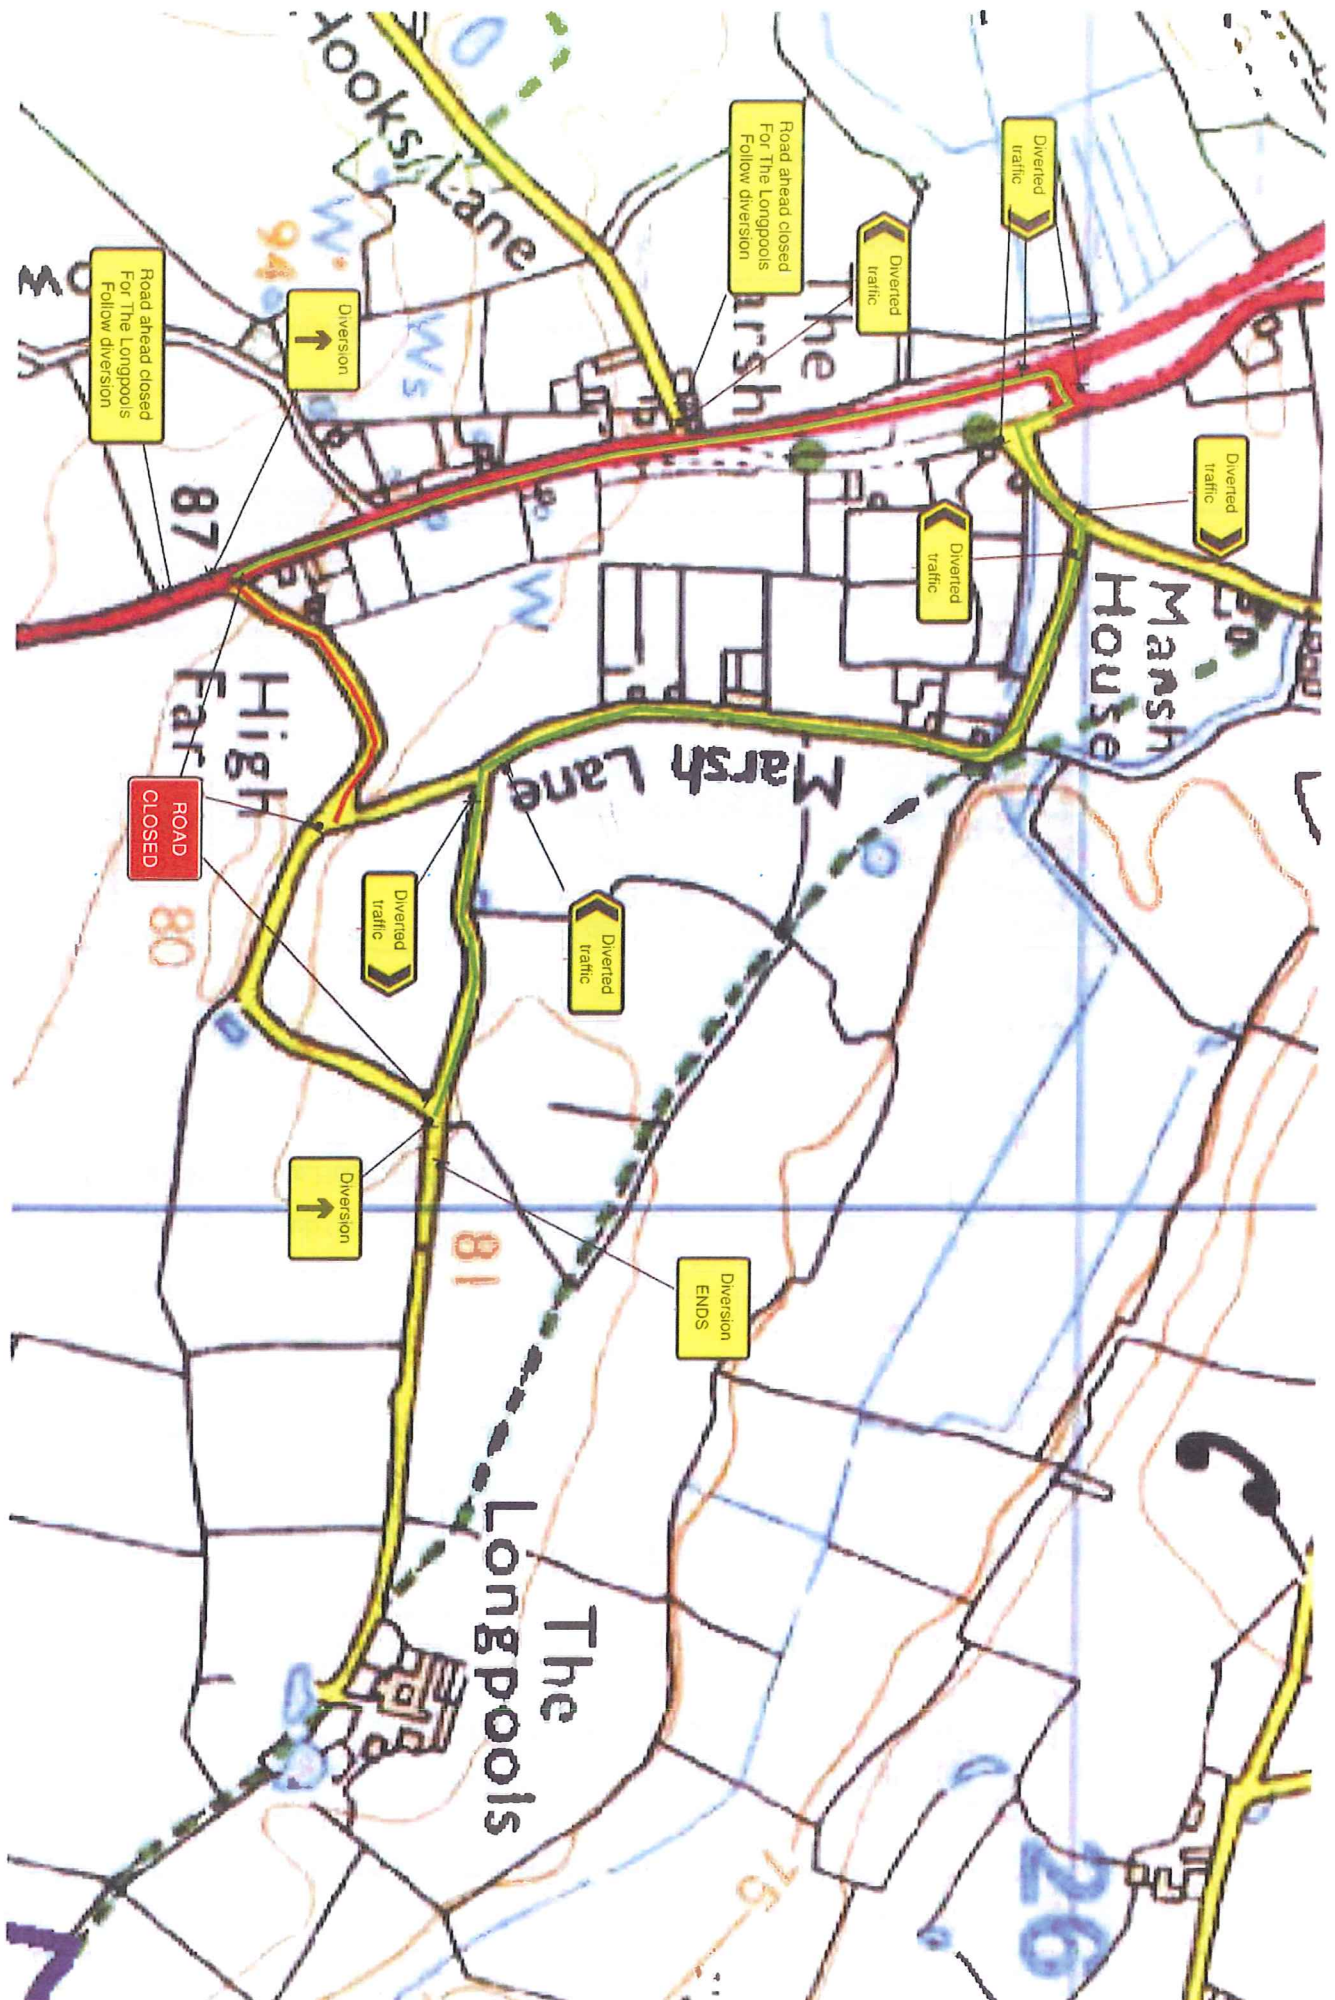 Hooks Lane
94
W
Ws
Road ahead closed
For The Longpools
Follow diversion
Diversion
87
Road ahead closed
For The Longpools
Follow diversion
Diverted
traffic
Diverted
traffic
The
Diverted
traffic
Diverted
traffic
Marsh
House
W
High
Far
Marsh Lane
ROAD
CLOSED
80
Diverted
traffic
Diverted
traffic
Diversion
81
Diversion
ENDS
The
Longpools
75
26